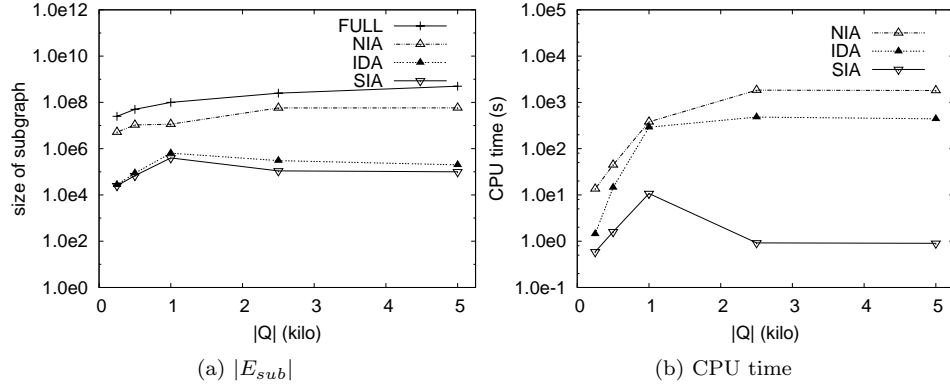 1.0e12
1.0e10
1.0e8
1.0e6
1.0e4
1.0e2
1.0e0
size of subgraph
FULL
NIA
IDA
SIA
0 1 2 3 4 5
|Q| (kilo)
(a) |E_{sub}|
1.0e5
1.0e4
1.0e3
1.0e2
1.0e1
1.0e0
1.0e-1
CPU time (s)
NIA
IDA
SIA
0 1 2 3 4 5
|Q| (kilo)
(b) CPU time